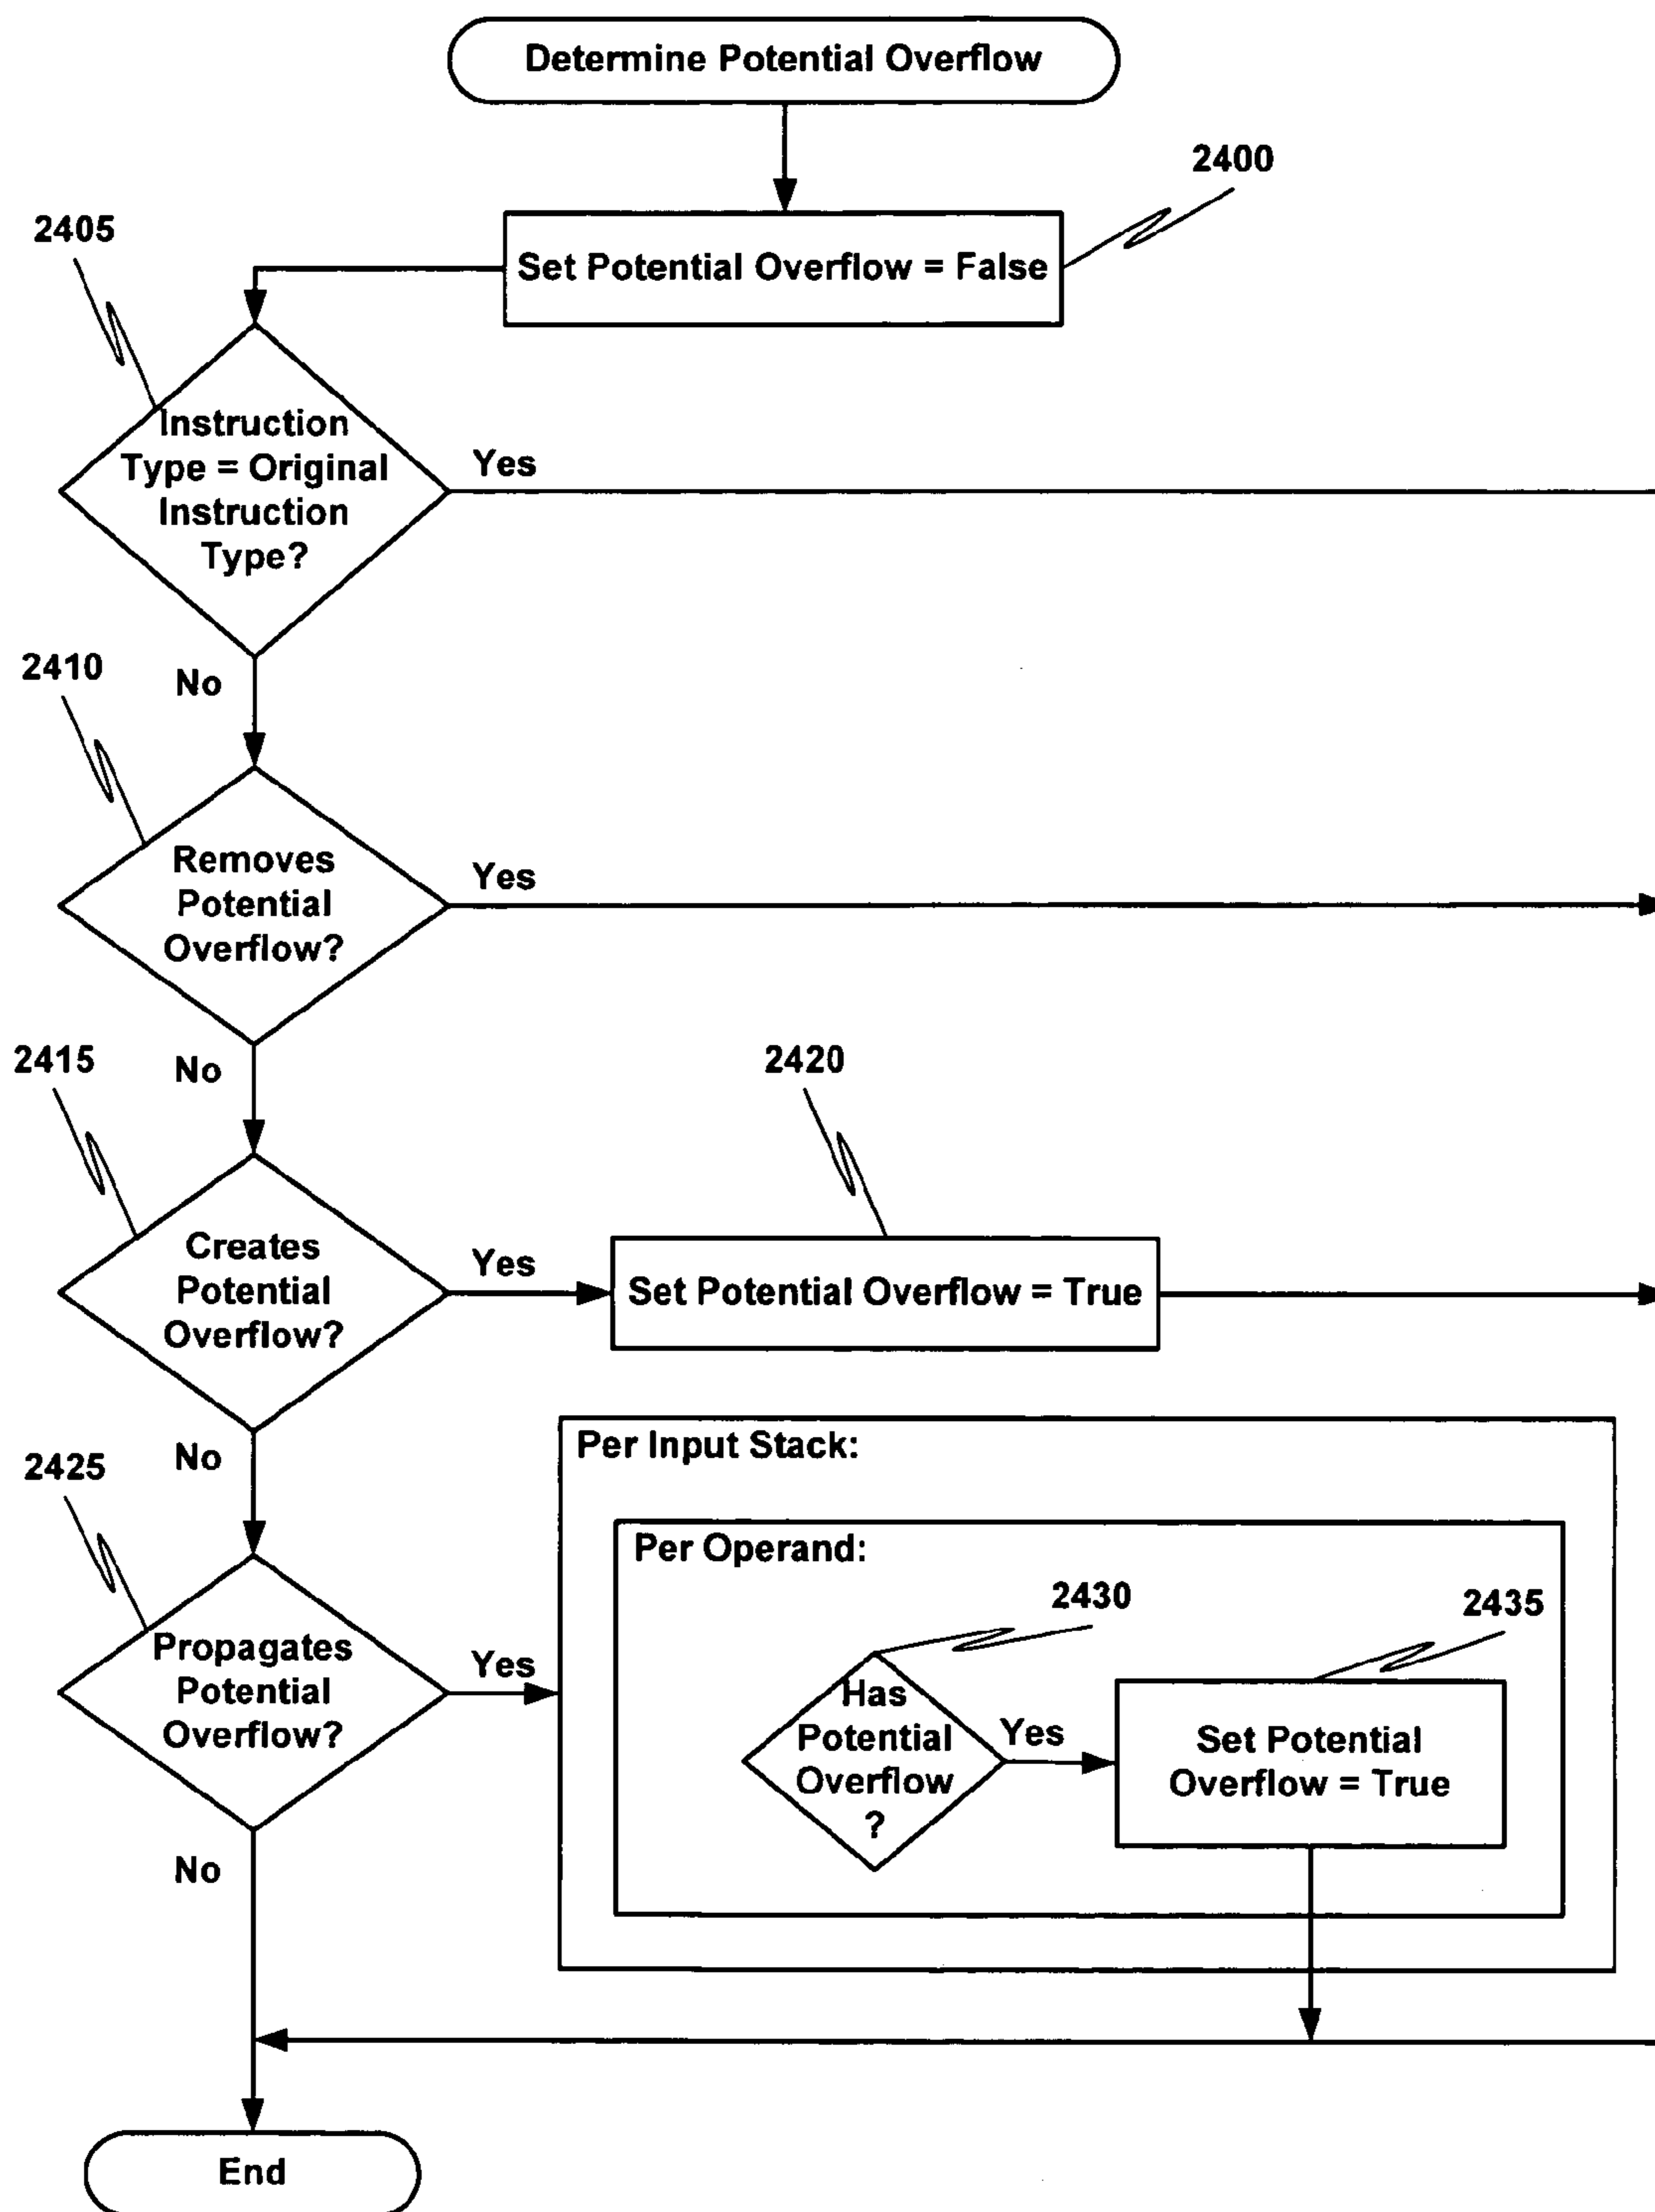 Determine Potential Overflow
2400
2405
Set Potential Overflow = False
Instruction
Type = Original
Instruction
Type?
Yes
No
2410
Removes
Potential
Overflow?
Yes
No
2415
2420
Creates
Potential
Overflow?
Yes
Set Potential Overflow = True
No
2425
Per Input Stack:
Per Operand:
2430
2435
Propagates
Potential
Overflow?
Yes
Has
Potential
Overflow
?
Yes
Set Potential
Overflow = True
No
End